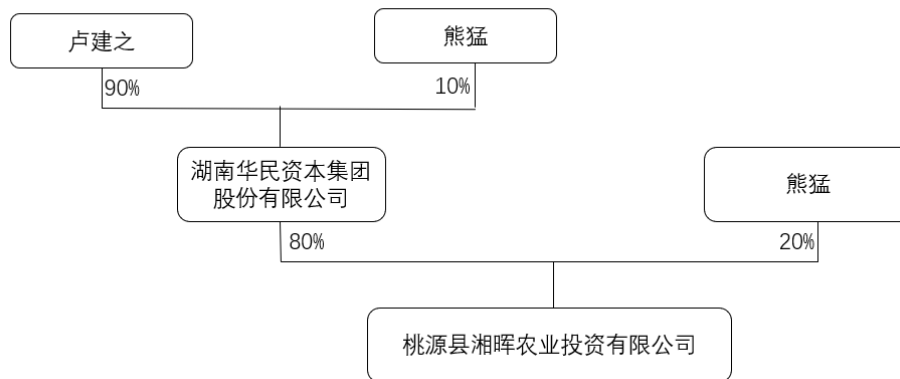 卢建之
熊猛
90%
10%
湖南华民资本集团
股份有限公司
熊猛
80%
20%
桃源县湘晖农业投资有限公司